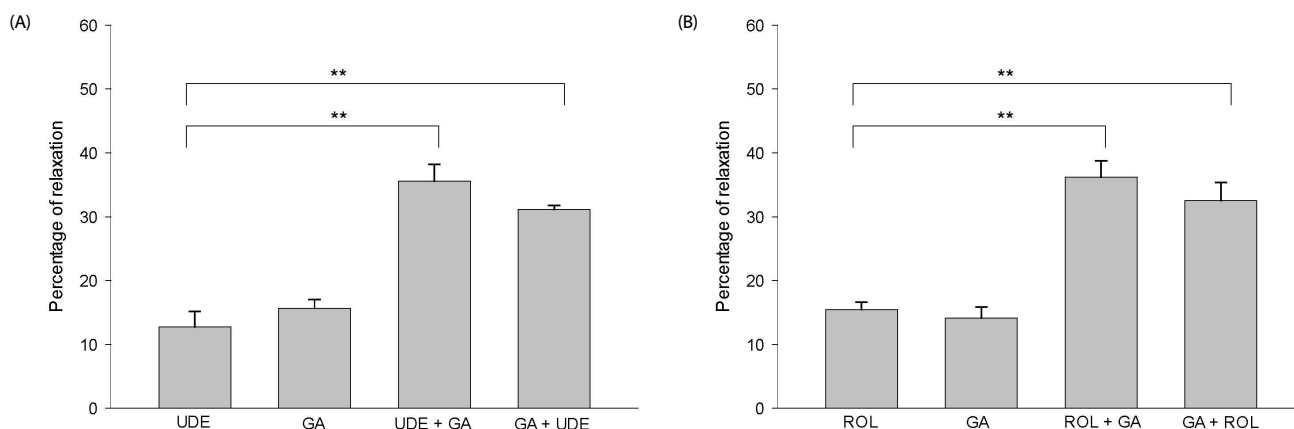 (A)
Percentage of relaxation
60
50
40
30
20
10
0
**
**
UDE
GA
UDE + GA
GA + UDE
(B)
Percentage of relaxation
60
50
40
30
20
10
0
**
**
ROL
GA
ROL + GA
GA + ROL